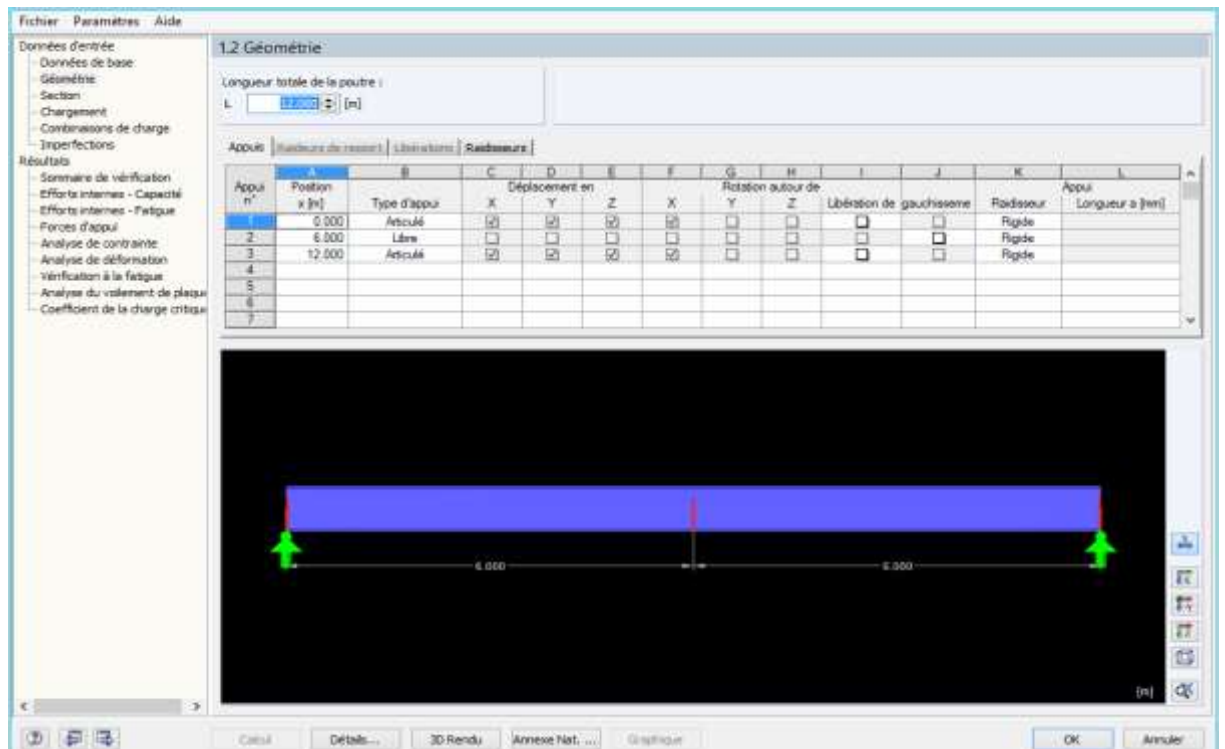 Fichier Paramètres Aide
Données d'entrée
Données de base
Géométrie
Section
Chargement
Combinaisons de charge
Imperfections
Résultats
Sommaire de vérification
Efforts internes - Capacité
Efforts internes - Fatigue
Forces d'appui
Analyse de contrainte
Analyse de déformation
Vérification à la fatigue
Analyse du voilement de plaque
Coefficient de la charge critique
1.2 Géométrie
Longueur totale de la poutre :
L 12.000 [m]
Appuis Raideurs de ressort Libérations Raidisseurs
A B C D E F G H I J K L
Appui Position Déplacement en Rotation autour de Appui
n° x [m] Type d'appui X Y Z X Y Z Libération de gauchisseme Raidisseur Longueur a [mm]
1 0.000 Articulé Rigide
2 6.000 Libre Rigide
3 12.000 Articulé Rigide
4
5
6
7
6.000 6.000
[m]
Calcul Détails... 3D Rendu Annexe Nat. ... Graphique OK Annuler